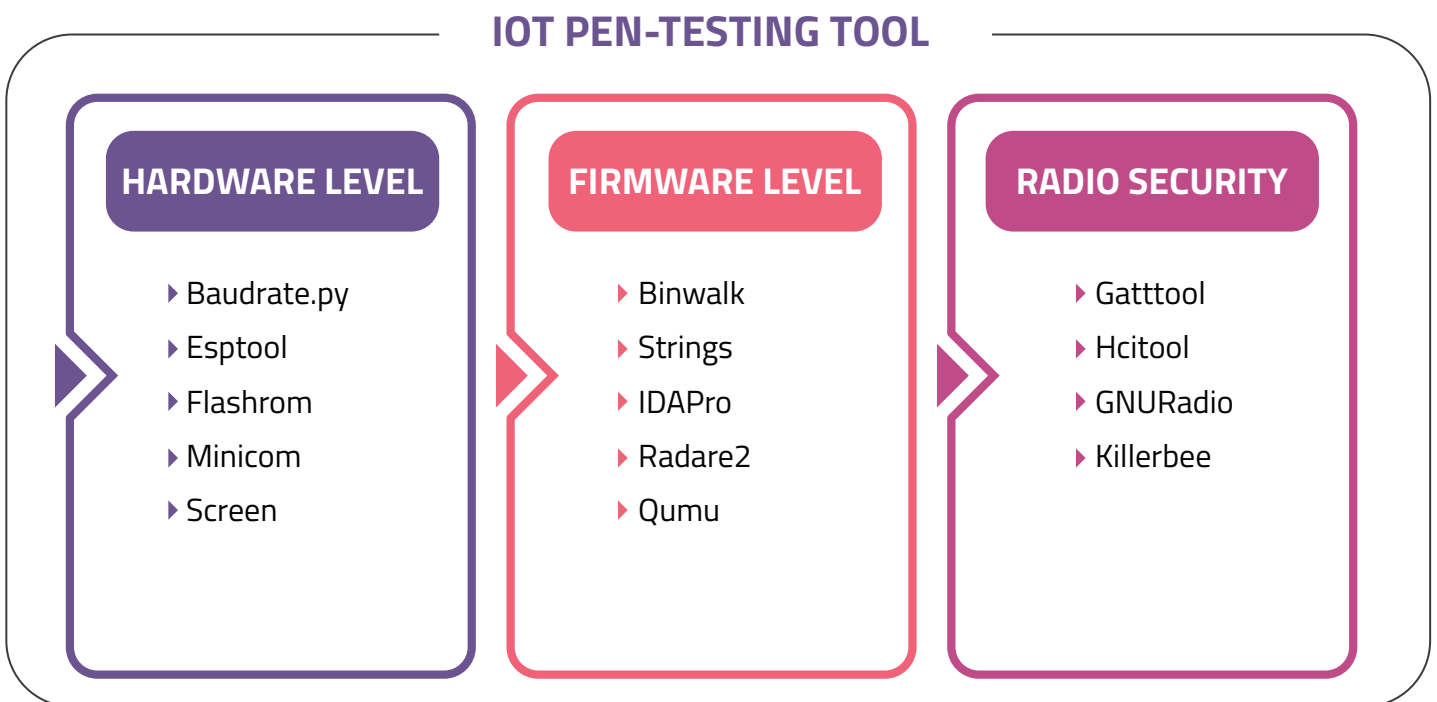 IOT PEN-TESTING TOOL
HARDWARE LEVEL
Baudrate.py
Esptool
Flashrom
Minicom
Screen
FIRMWARE LEVEL
Binwalk
Strings
IDAPro
Radare2
Qumu
RADIO SECURITY
Gatttool
Hcitool
GNURadio
Killerbee